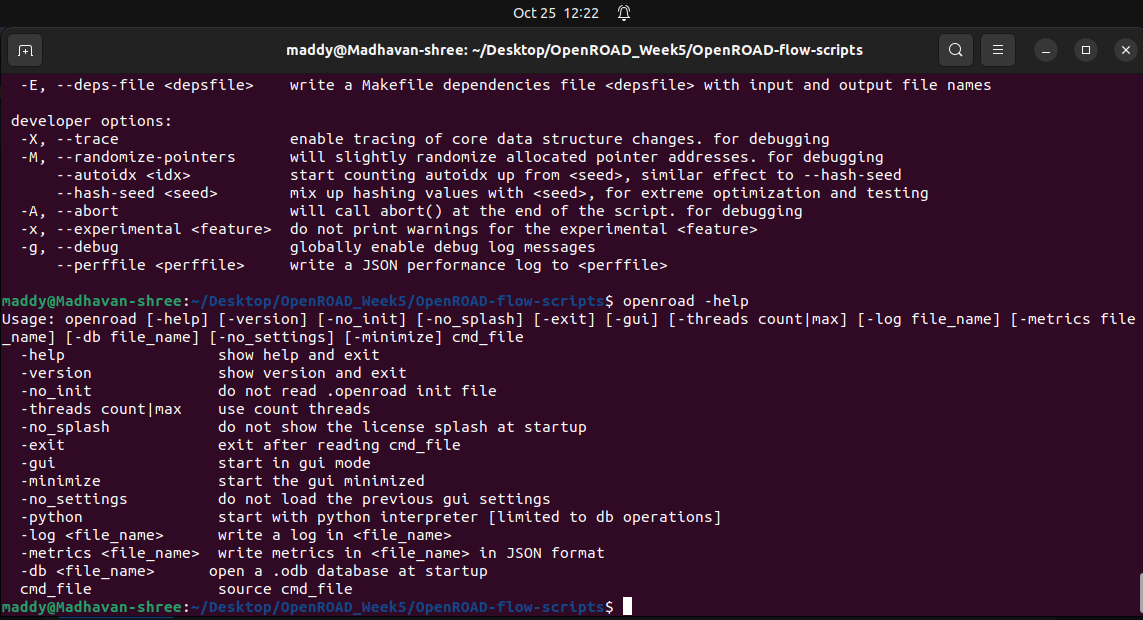 Oct 25 12:22
maddy@Madhavan-shree: ~/Desktop/OpenROAD_Week5/OpenROAD-flow-scripts
-E, --deps-file <depsfile>    write a Makefile dependencies file <depsfile> with input and output file names
developer options:
-X, --trace                   enable tracing of core data structure changes. for debugging
-M, --randomize-pointers      will slightly randomize allocated pointer addresses. for debugging
--autoidx <idx>           start counting autoidx up from <seed>, similar effect to --hash-seed
--hash-seed <seed>        mix up hashing values with <seed>, for extreme optimization and testing
-A, --abort                   will call abort() at the end of the script. for debugging
-x, --experimental <feature>  do not print warnings for the experimental <feature>
-g, --debug                   globally enable debug log messages
--perffile <perffile>     write a JSON performance log to <perffile>
maddy@Madhavan-shree:~/Desktop/OpenROAD_Week5/OpenROAD-flow-scripts$ openroad -help
Usage: openroad [-help] [-version] [-no_init] [-no_splash] [-exit] [-gui] [-threads count|max] [-log file_name] [-metrics file
_name] [-db file_name] [-no_settings] [-minimize] cmd_file
-help                 show help and exit
-version              show version and exit
-no_init              do not read .openroad init file
-threads count|max    use count threads
-no_splash            do not show the license splash at startup
-exit                 exit after reading cmd_file
-gui                  start in gui mode
-minimize             start the gui minimized
-no_settings          do not load the previous gui settings
-python               start with python interpreter [limited to db operations]
-log <file_name>      write a log in <file_name>
-metrics <file_name>  write metrics in <file_name> in JSON format
-db <file_name>      open a .odb database at startup
cmd_file              source cmd_file
maddy@Madhavan-shree:~/Desktop/OpenROAD_Week5/OpenROAD-flow-scripts$